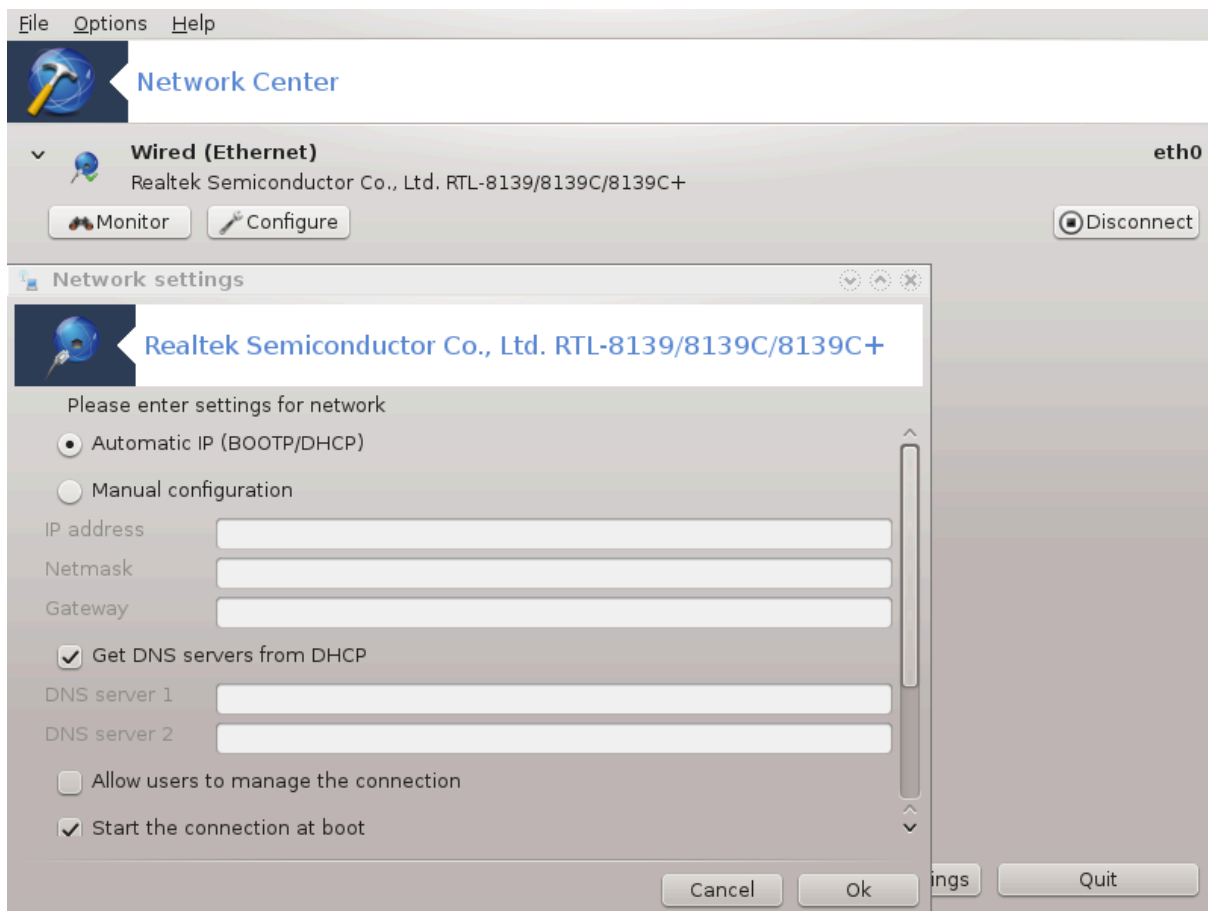 File Options Help
Network Center
Wired (Ethernet) eth0
Realtek Semiconductor Co., Ltd. RTL-8139/8139C/8139C+
Monitor Configure Disconnect
Network settings
Realtek Semiconductor Co., Ltd. RTL-8139/8139C/8139C+
Please enter settings for network
Automatic IP (BOOTP/DHCP)
Manual configuration
IP address
Netmask
Gateway
Get DNS servers from DHCP
DNS server 1
DNS server 2
Allow users to manage the connection
Start the connection at boot
Cancel Ok ings Quit